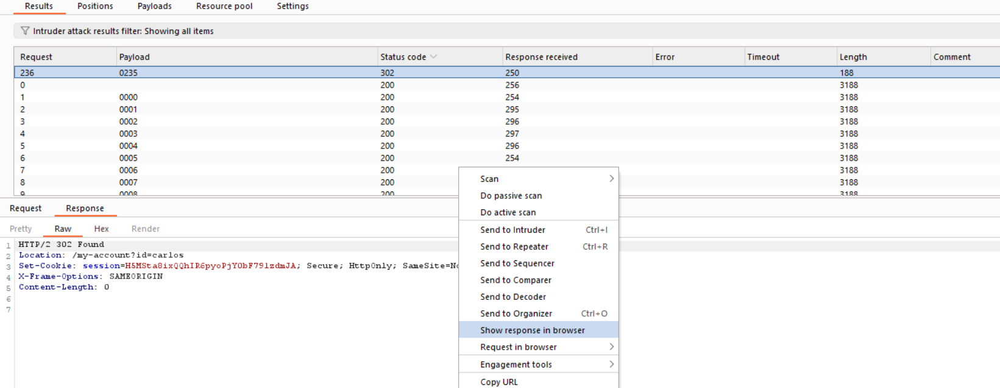 Results Positions Payloads Resource pool Settings
Intruder attack results filter: Showing all items
Request Payload Status code Response received Error Timeout Length Comment
236 0235 302 250 188
0 200 256 3188
1 0000 200 254 3188
2 0001 200 295 3188
3 0002 200 296 3188
4 0003 200 297 3188
5 0004 200 296 3188
6 0005 200 254 3188
7 0006 200 3188
8 0007 200 3188
9 0008 200 3188
Request Response
Pretty Raw Hex Render
1 HTTP/2 302 Found
2 Location: /my-account?id=carlos
3 Set-Cookie: session=H5MSta8ixQQhIR6pyoPjYObF79lzdmJA; Secure; HttpOnly; SameSite=No
4 X-Frame-Options: SAMEORIGIN
5 Content-Length: 0
6
7
Scan
Do passive scan
Do active scan
Send to Intruder Ctrl+I
Send to Repeater Ctrl+R
Send to Sequencer
Send to Comparer
Send to Decoder
Send to Organizer Ctrl+O
Show response in browser
Request in browser
Engagement tools
Copy URL